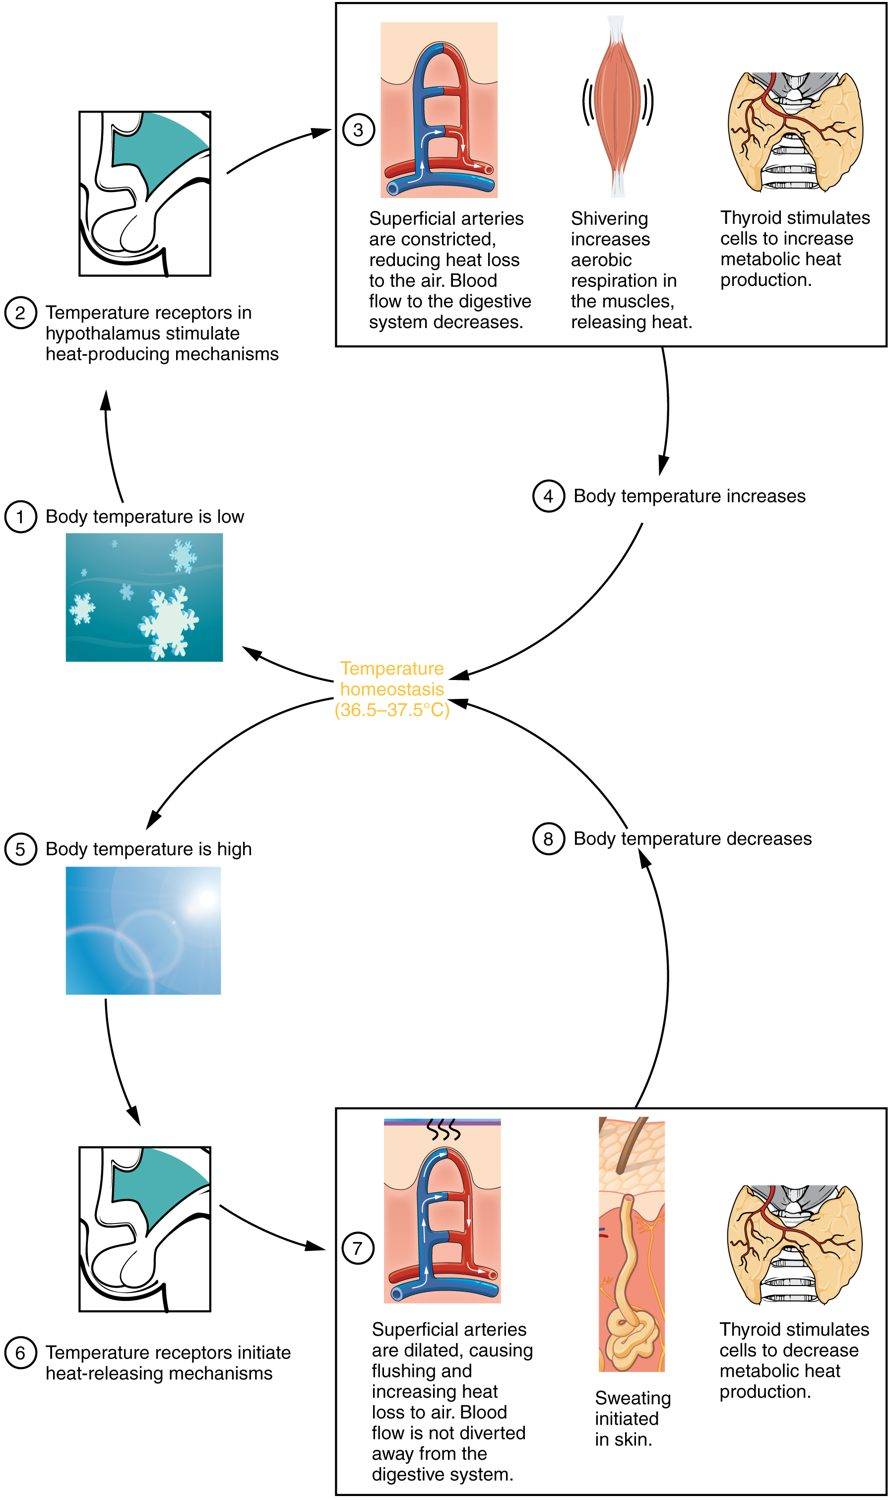 3
Superficial arteries
are constricted,
reducing heat loss
to the air. Blood
flow to the digestive
system decreases.
Shivering
increases
aerobic
respiration in
the muscles,
releasing heat.
Thyroid stimulates
cells to increase
metabolic heat
production.
2 Temperature receptors in
hypothalamus stimulate
heat-producing mechanisms
1 Body temperature is low
4 Body temperature increases
Temperature
homeostasis
(36.5–37.5°C)
5 Body temperature is high
8 Body temperature decreases
6 Temperature receptors initiate
heat-releasing mechanisms
7
Superficial arteries
are dilated, causing
flushing and
increasing heat
loss to air. Blood
flow is not diverted
away from the
digestive system.
Sweating
initiated
in skin.
Thyroid stimulates
cells to decrease
metabolic heat
production.